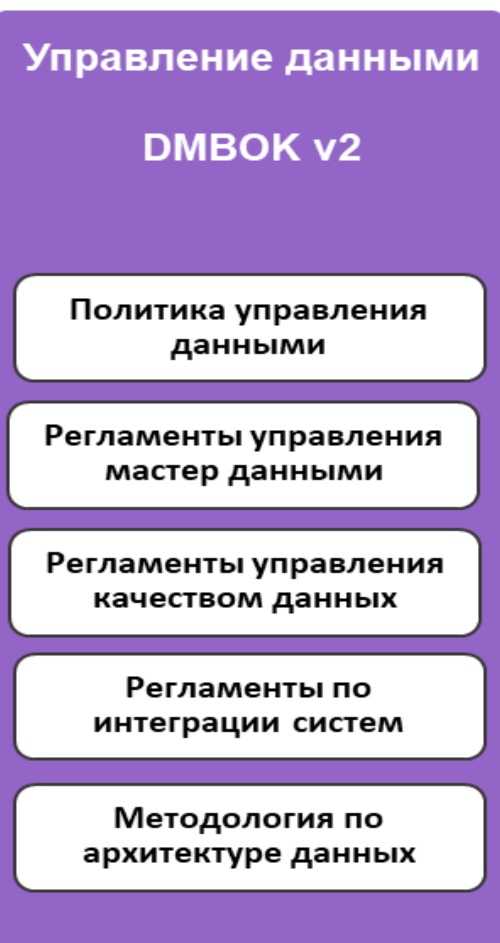 Управление данными
DMBOK v2
Политика управления
данными
Регламенты управления
мастер данными
Регламенты управления
качеством данных
Регламенты по
интеграции систем
Методология по
архитектуре данных